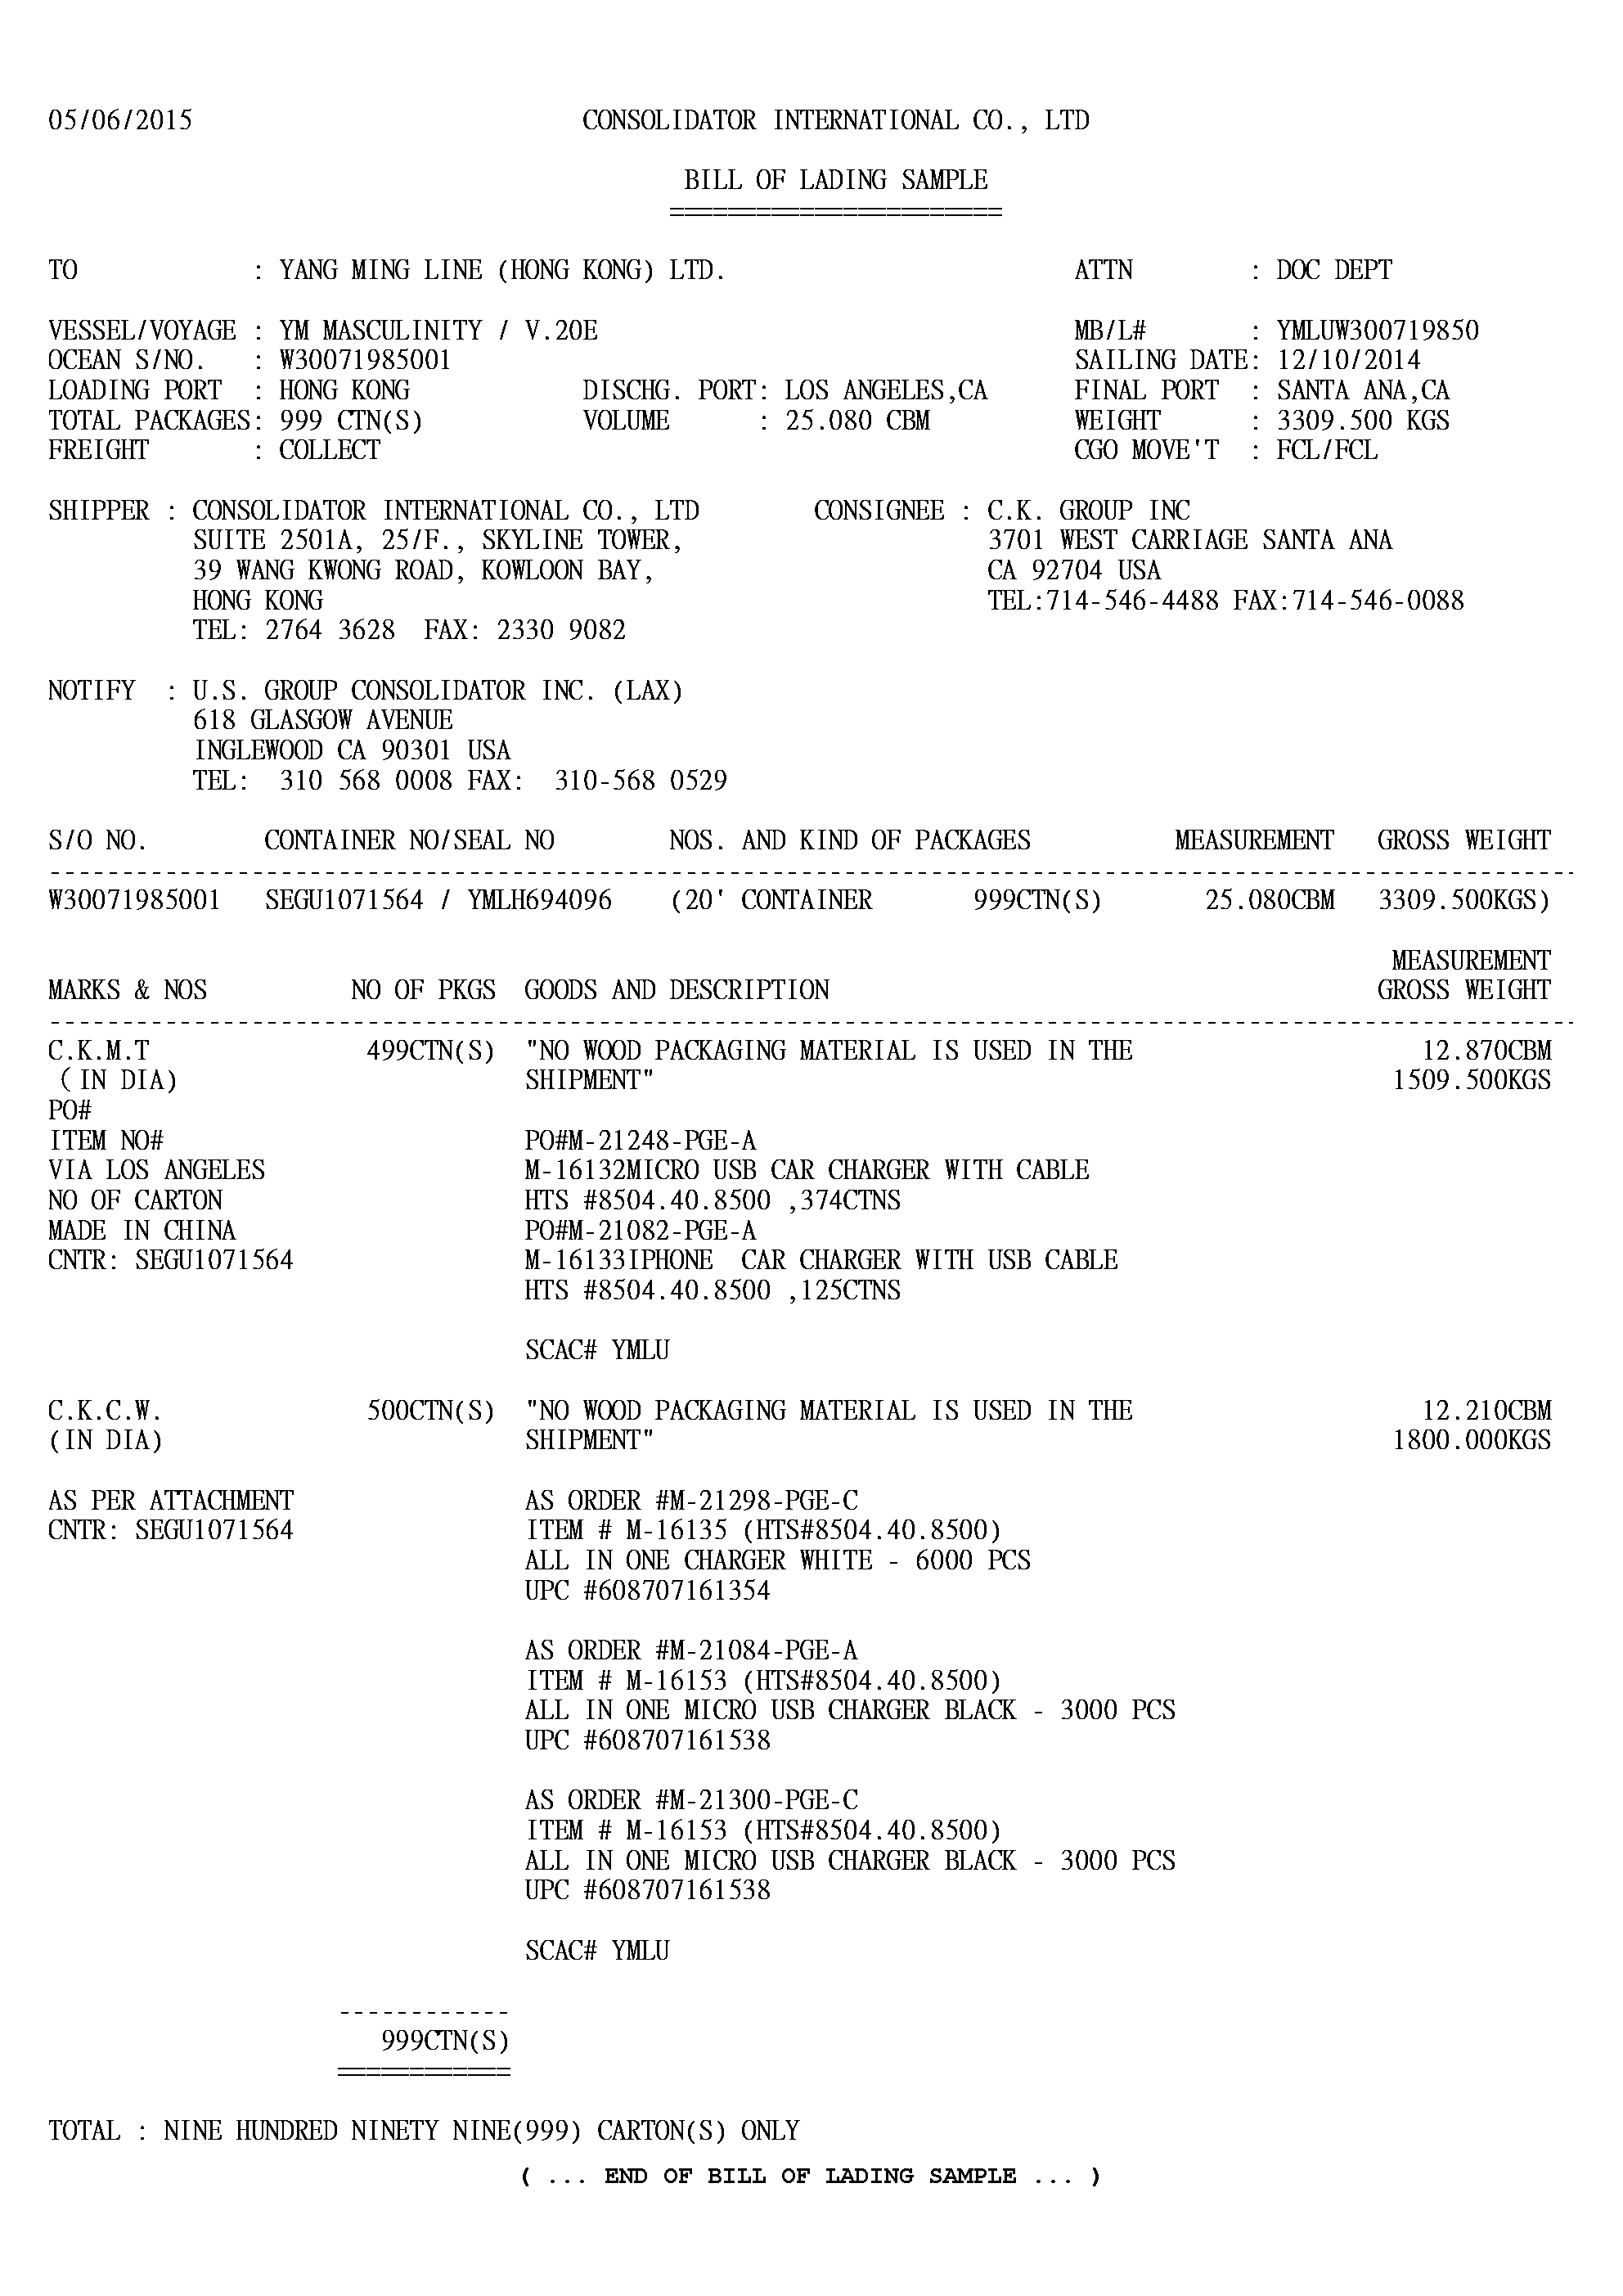 05/06/2015 CONSOLIDATOR INTERNATIONAL CO., LTD
BILL OF LADING SAMPLE
=======================
TO : YANG MING LINE (HONG KONG) LTD. ATTN : DOC DEPT
VESSEL/VOYAGE : YM MASCULINITY / V.20E MB/L# : YMLUW300719850
OCEAN S/NO. : W30071985001 SAILING DATE: 12/10/2014
LOADING PORT : HONG KONG DISCHG. PORT: LOS ANGELES,CA FINAL PORT : SANTA ANA,CA
TOTAL PACKAGES: 999 CTN(S) VOLUME : 25.080 CBM WEIGHT : 3309.500 KGS
FREIGHT : COLLECT CGO MOVE'T : FCL/FCL
SHIPPER : CONSOLIDATOR INTERNATIONAL CO., LTD CONSIGNEE : C.K. GROUP INC
SUITE 2501A, 25/F., SKYLINE TOWER, 3701 WEST CARRIAGE SANTA ANA
39 WANG KWONG ROAD, KOWLOON BAY, CA 92704 USA
HONG KONG TEL:714-546-4488 FAX:714-546-0088
TEL: 2764 3628 FAX: 2330 9082
NOTIFY : U.S. GROUP CONSOLIDATOR INC. (LAX)
618 GLASGOW AVENUE
INGLEWOOD CA 90301 USA
TEL: 310 568 0008 FAX: 310-568 0529
S/O NO. CONTAINER NO/SEAL NO NOS. AND KIND OF PACKAGES MEASUREMENT GROSS WEIGHT
W30071985001 SEGU1071564 / YMLH694096 (20' CONTAINER 999CTN(S) 25.080CBM 3309.500KGS)
MEASUREMENT
MARKS & NOS NO OF PKGS GOODS AND DESCRIPTION GROSS WEIGHT
C.K.M.T 499CTN(S) "NO WOOD PACKAGING MATERIAL IS USED IN THE 12.870CBM
( IN DIA) SHIPMENT" 1509.500KGS
PO#
ITEM NO# PO#M-21248-PGE-A
VIA LOS ANGELES M-16132MICRO USB CAR CHARGER WITH CABLE
NO OF CARTON HTS #8504.40.8500 ,374CTNS
MADE IN CHINA PO#M-21082-PGE-A
CNTR: SEGU1071564 M-16133IPHONE CAR CHARGER WITH USB CABLE
HTS #8504.40.8500 ,125CTNS
SCAC# YMLU
C.K.C.W. 500CTN(S) "NO WOOD PACKAGING MATERIAL IS USED IN THE 12.210CBM
(IN DIA) SHIPMENT" 1800.000KGS
AS PER ATTACHMENT AS ORDER #M-21298-PGE-C
CNTR: SEGU1071564 ITEM # M-16135 (HTS#8504.40.8500)
ALL IN ONE CHARGER WHITE - 6000 PCS
UPC #608707161354
AS ORDER #M-21084-PGE-A
ITEM # M-16153 (HTS#8504.40.8500)
ALL IN ONE MICRO USB CHARGER BLACK - 3000 PCS
UPC #608707161538
AS ORDER #M-21300-PGE-C
ITEM # M-16153 (HTS#8504.40.8500)
ALL IN ONE MICRO USB CHARGER BLACK - 3000 PCS
UPC #608707161538
SCAC# YMLU
------------
999CTN(S)
============
TOTAL : NINE HUNDRED NINETY NINE(999) CARTON(S) ONLY
( ... END OF BILL OF LADING SAMPLE ... )